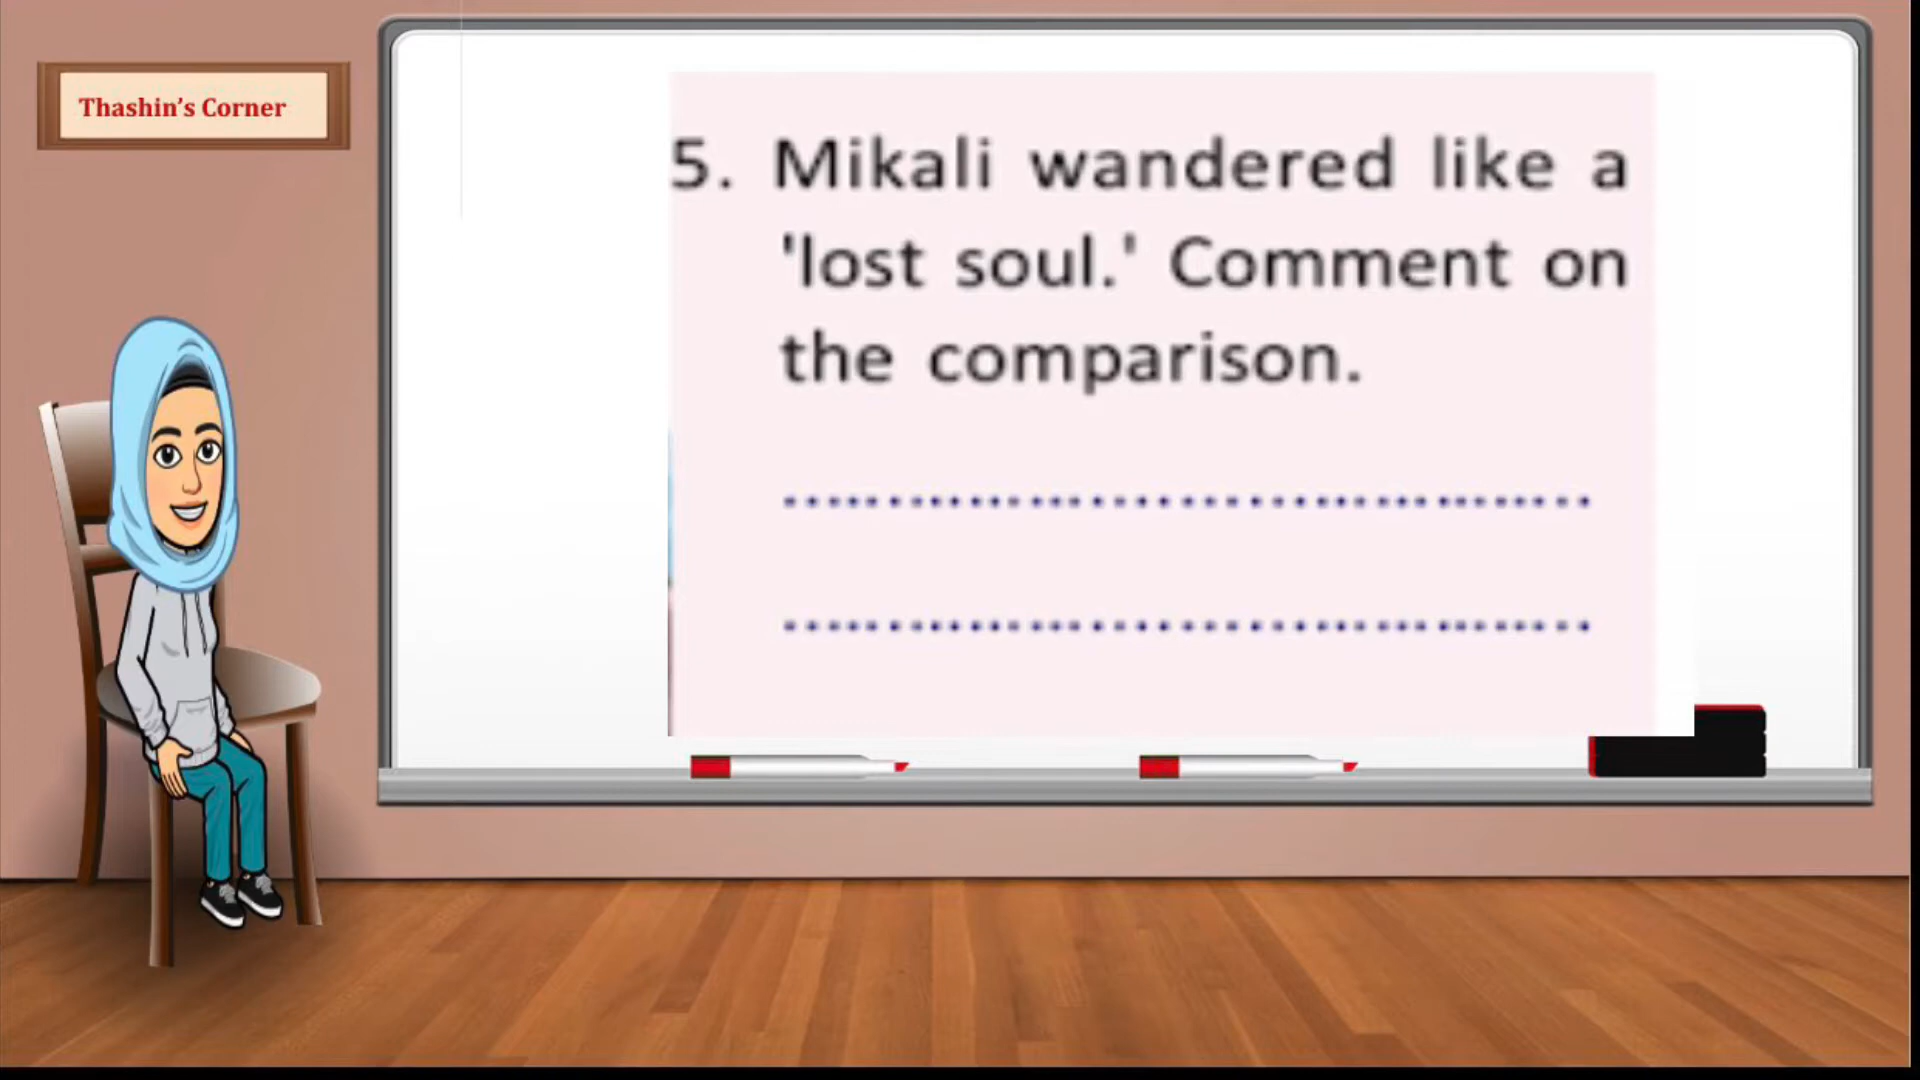 Thashin's Corner
5. Mikali wandered like a
'lost soul.' Comment on
the comparison.